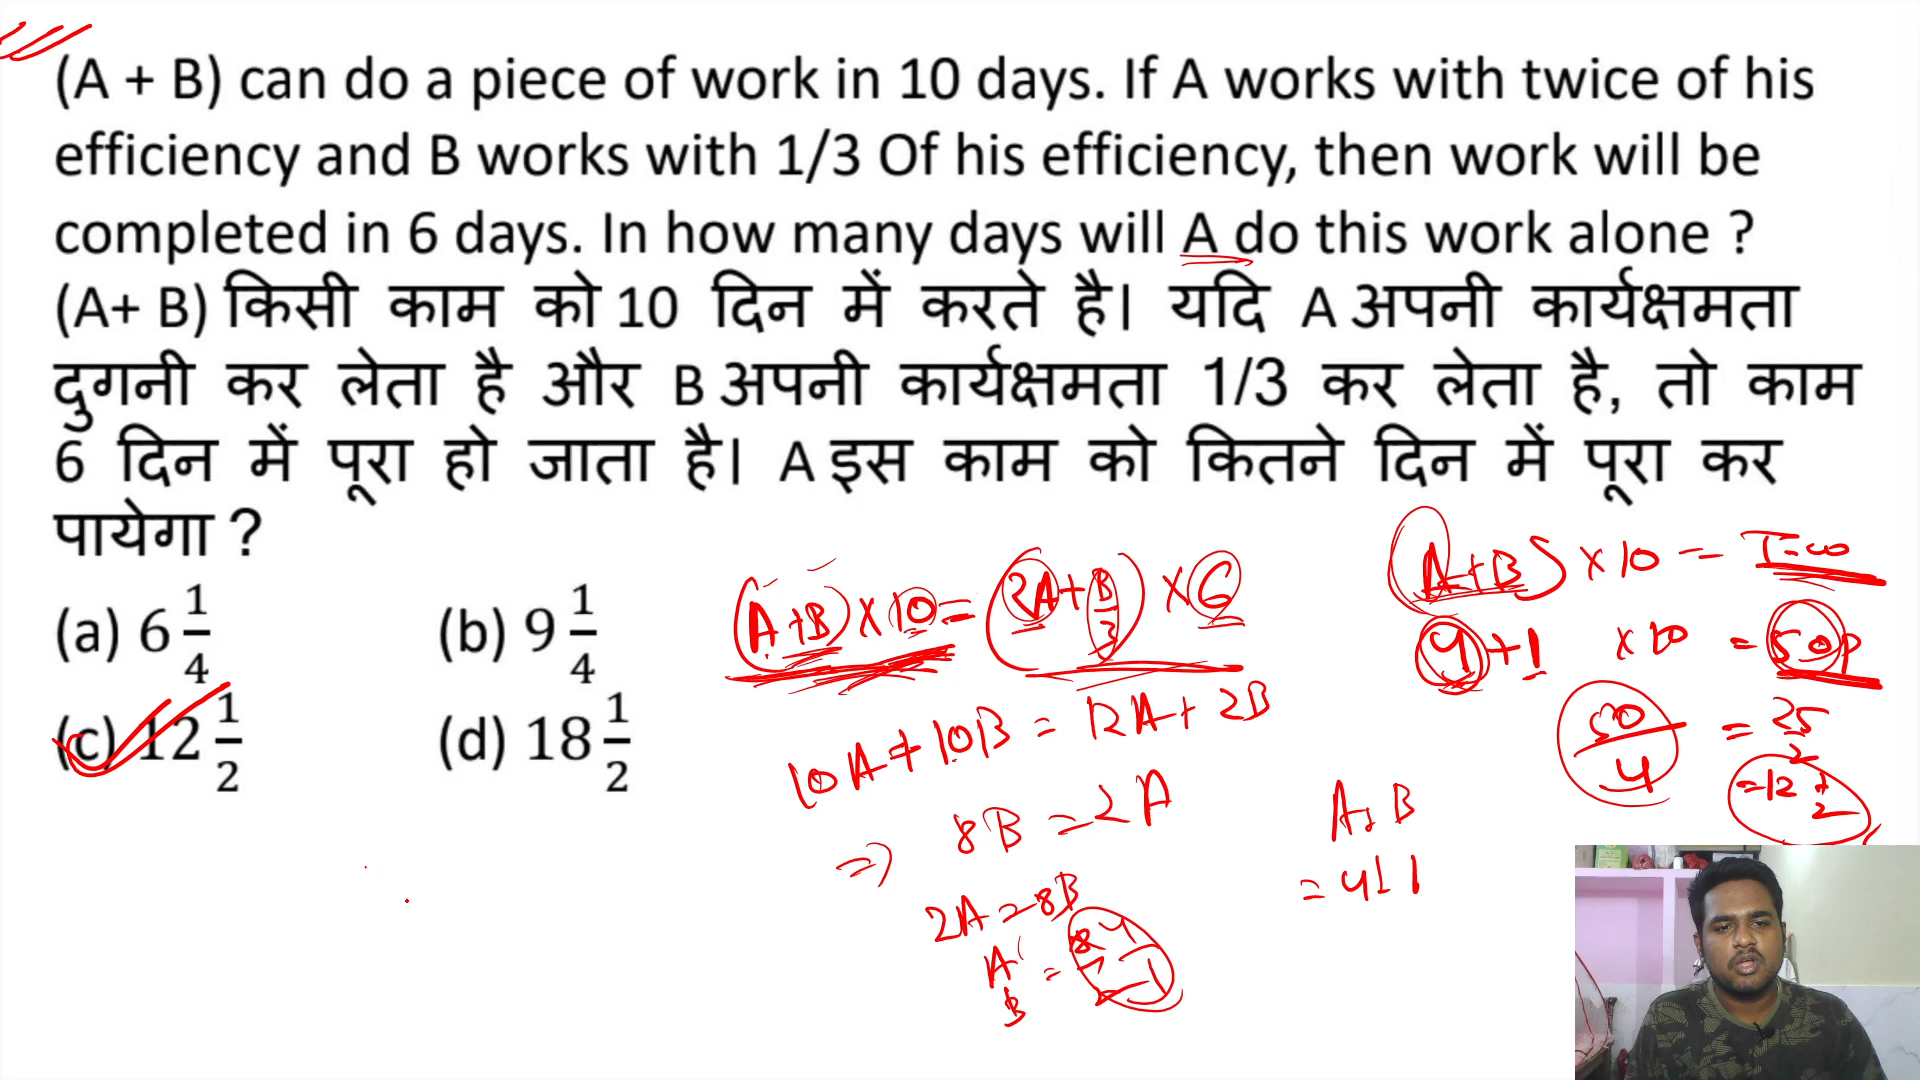 (A + B) can do a piece of work in 10 days. If A works with twice of his
efficiency and B works with 1/3 Of his efficiency, then work will be
completed in 6 days. In how many days will A do this work alone ?
(A+ B) किसी काम को 10 दिन में करते है। यदि A अपनी कार्यक्षमता
दुगनी कर लेता है और B अपनी कार्यक्षमता 1/3 कर लेता है, तो काम
6 दिन में पूरा हो जाता है। A इस काम को कितने दिन में पूरा कर
पायेगा ?
(a) 6 1/4 (b) 9 1/4
(c) 12 1/2 (d) 18 1/2
(A+B) × 10 = (2A + B/3) × 6
10A + 10B = 12A + 2B
⇒ 8B = 2A
2A = 8B
A/B = 8/2 4/1
(A+B) × 10 =
4+1 × 10 = 50
50/4 = 25/2
= 12 1/2
A : B
= 4 : 1